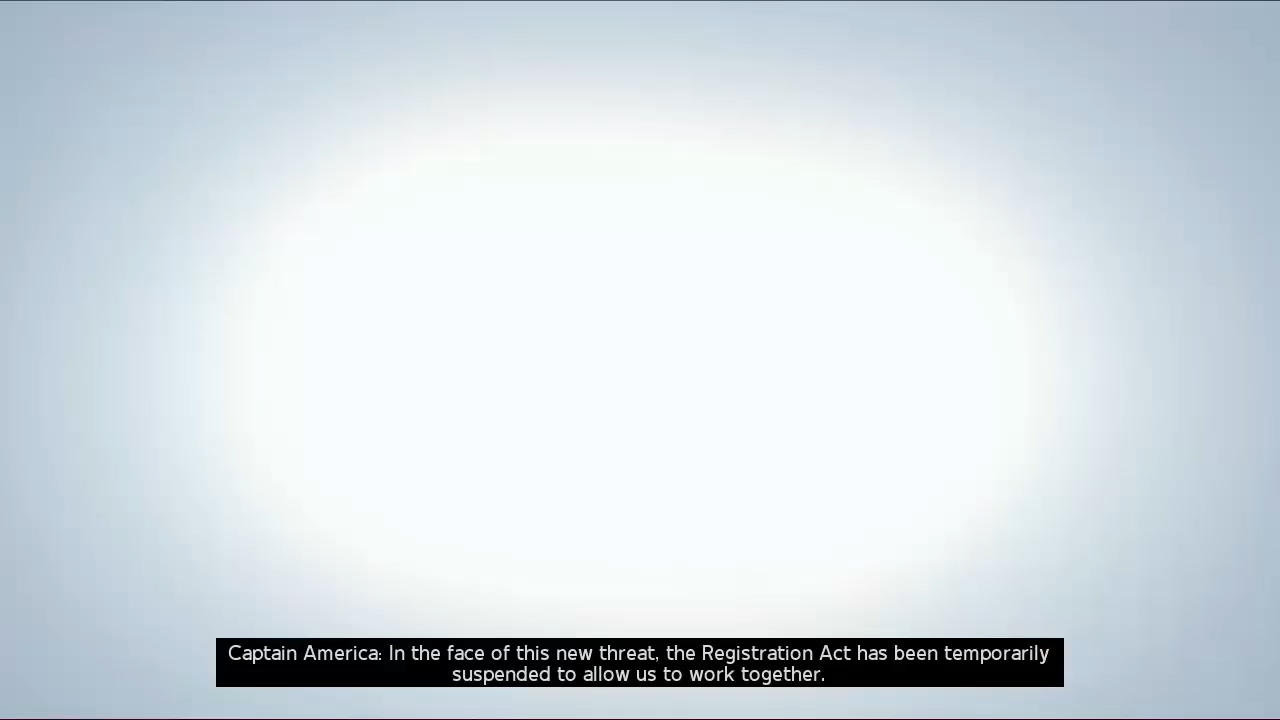 Captain America: In the face of this new threat, the Registration Act has been temporarily
suspended to allow us to work together.